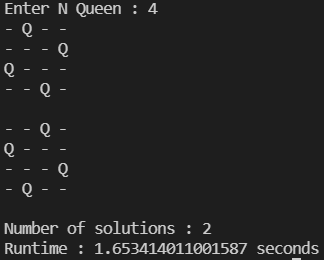 Enter N Queen : 4
- Q - -
- - - Q
Q - - -
- - Q -
- - Q -
Q - - -
- - - Q
- Q - -
Number of solutions : 2
Runtime : 1.653414011001587 seconds